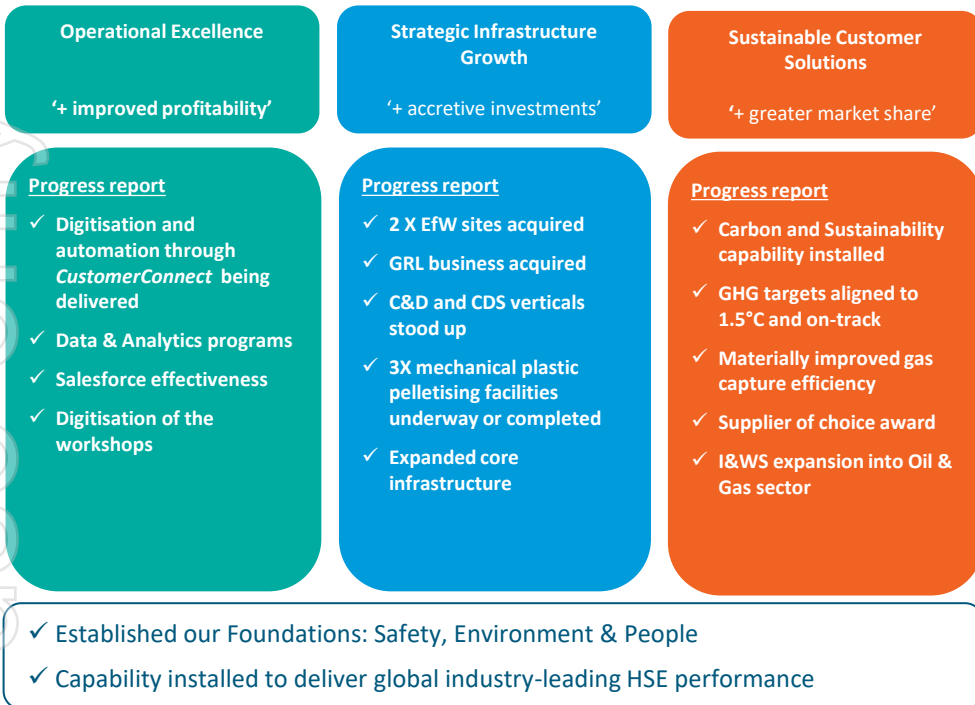 Operational Excellence
‘+ improved profitability’
Progress report
✓ Digitisation and
automation through
CustomerConnect being
delivered
✓ Data & Analytics programs
✓ Salesforce effectiveness
✓ Digitisation of the
workshops
Strategic Infrastructure
Growth
‘+ accretive investments’
Progress report
✓ 2 X EfW sites acquired
✓ GRL business acquired
✓ C&D and CDS verticals
stood up
✓ 3X mechanical plastic
pelletising facilities
underway or completed
✓ Expanded core
infrastructure
Sustainable Customer
Solutions
‘+ greater market share’
Progress report
✓ Carbon and Sustainability
capability installed
✓ GHG targets aligned to
1.5°C and on-track
✓ Materially improved gas
capture efficiency
✓ Supplier of choice award
✓ I&WS expansion into Oil &
Gas sector
✓ Established our Foundations: Safety, Environment & People
✓ Capability installed to deliver global industry-leading HSE performance